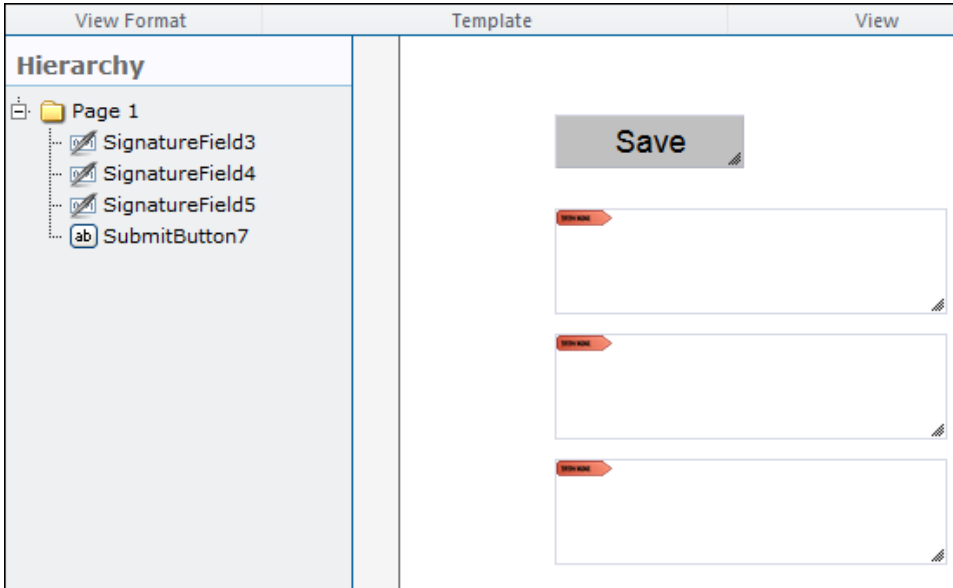 View Format Template View
Hierarchy
Page 1
SignatureField3
SignatureField4
SignatureField5
SubmitButton7
Save